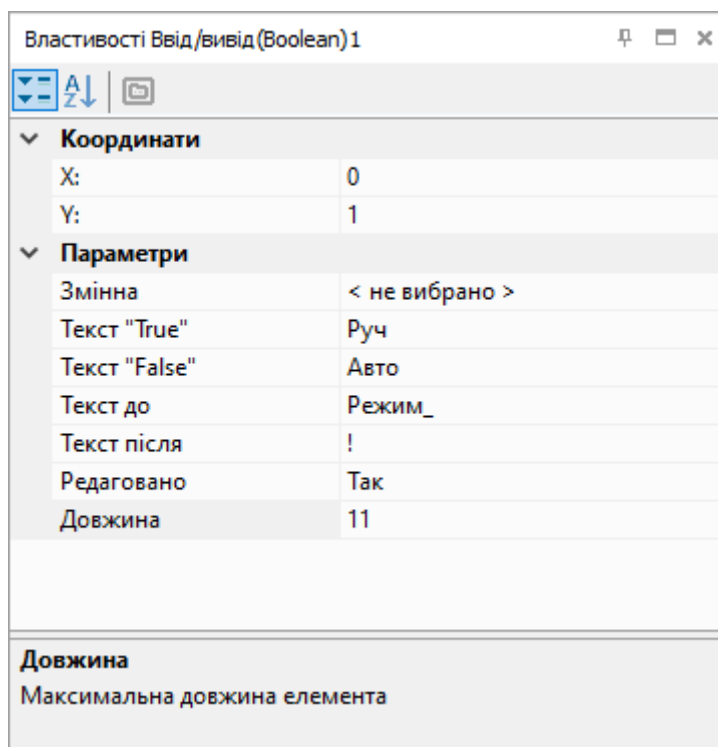 Властивості Ввід/вивід(Boolean)1
Координати
X: 0
Y: 1
Параметри
Змінна < не вибрано >
Текст "True" Руч
Текст "False" Авто
Текст до Режим_
Текст після !
Редаговано Так
Довжина 11
Довжина
Максимальна довжина елемента